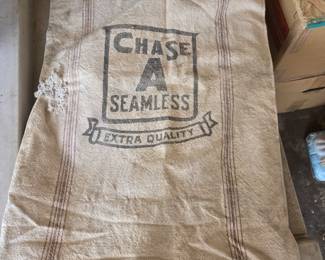 CHASE
A
SEAMLESS
EXTRA QUALITY